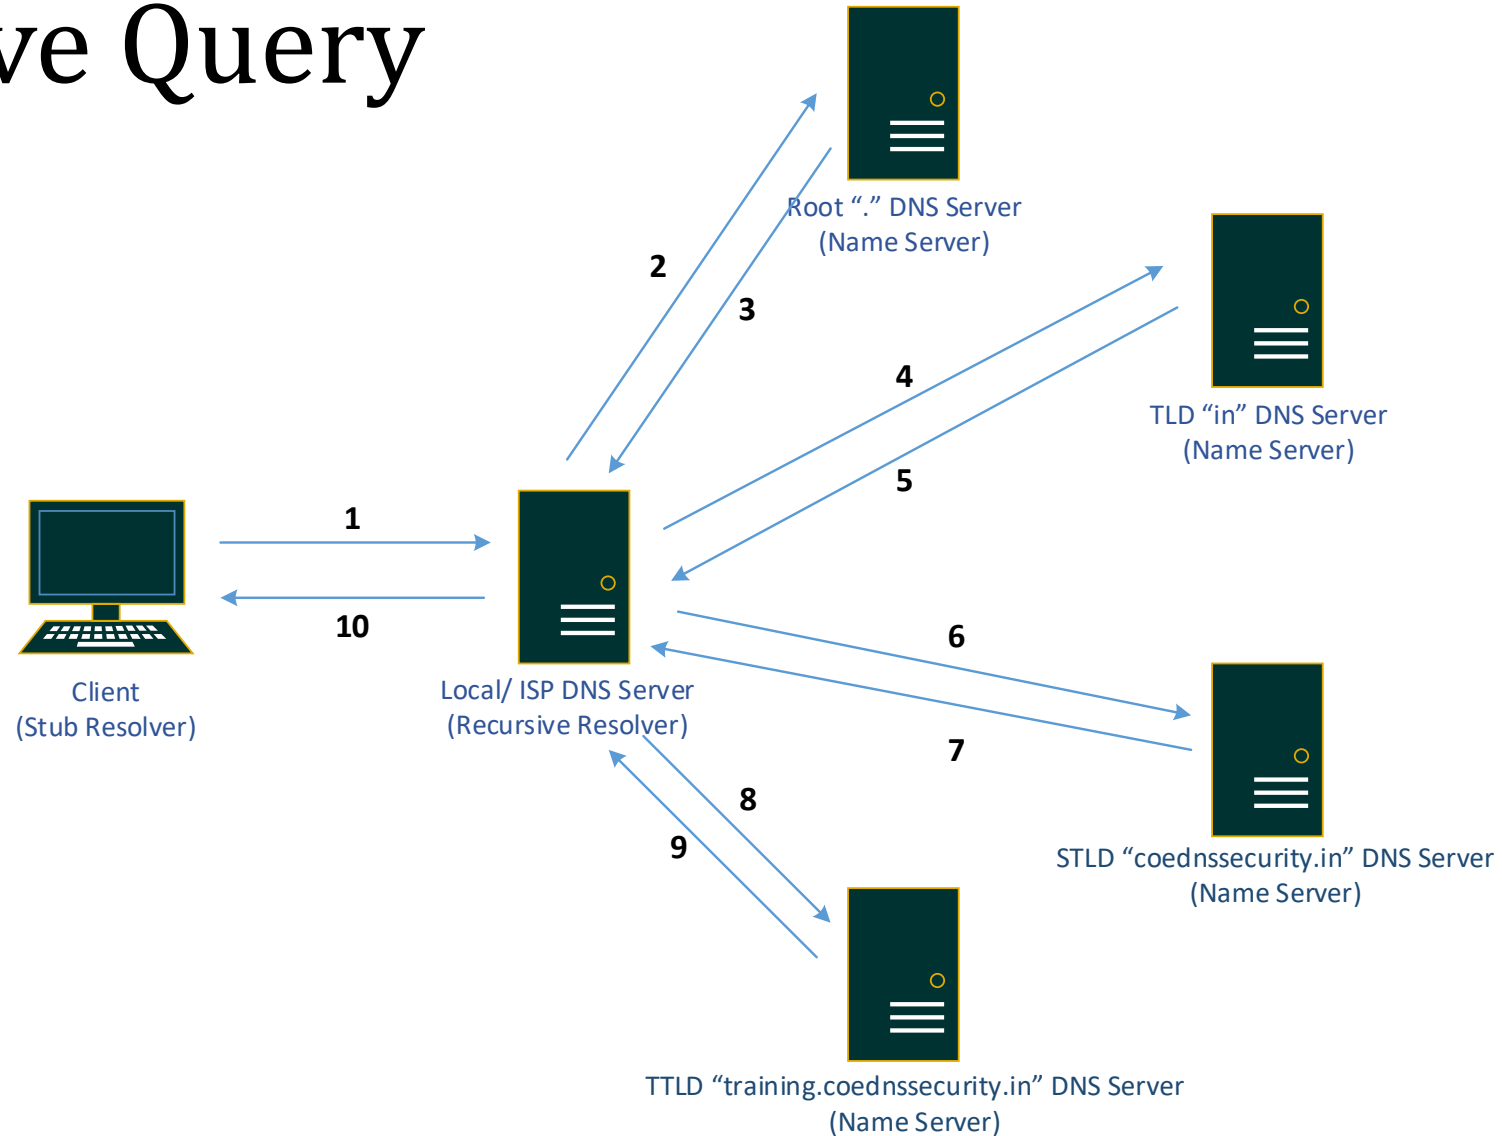 ve Query
Root “.” DNS Server
(Name Server)
2
3
TLD “in” DNS Server
(Name Server)
4
5
1
10
Client
(Stub Resolver)
Local/ ISP DNS Server
(Recursive Resolver)
6
7
8
9
STLD “coednssecurity.in” DNS Server
(Name Server)
TTLD “training.coednssecurity.in” DNS Server
(Name Server)